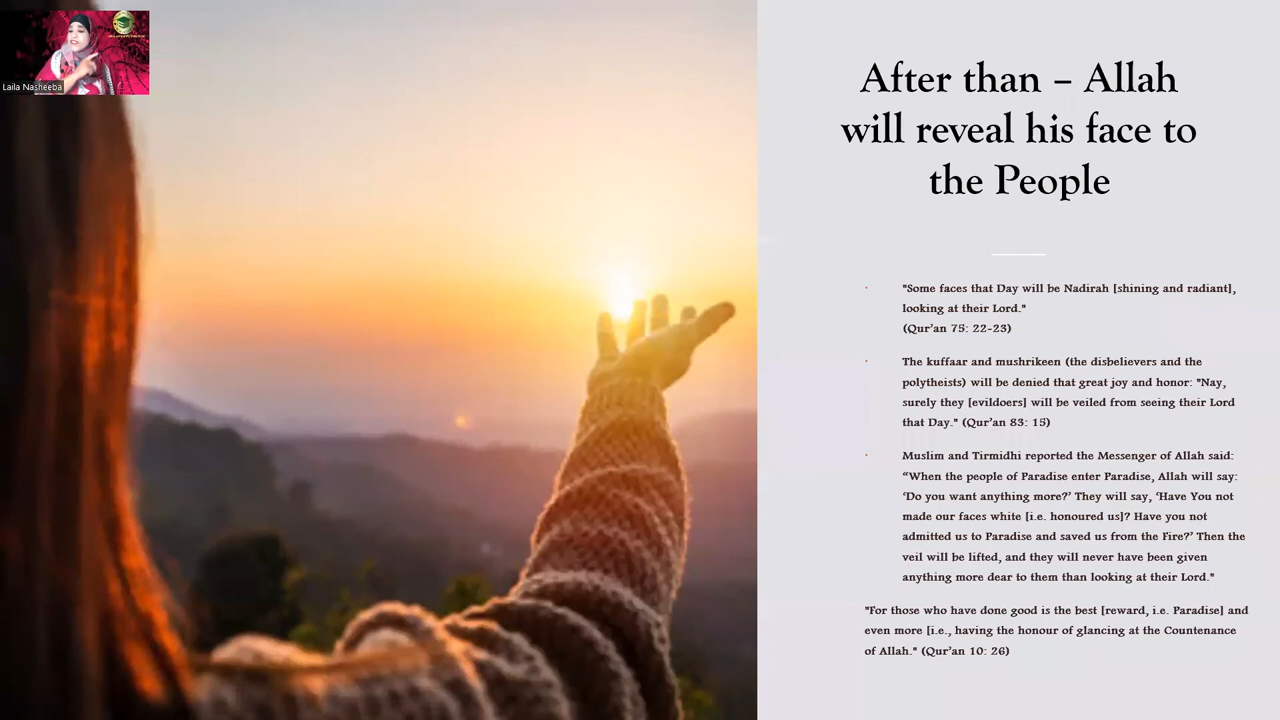 Laila Nasheeba
After than – Allah
will reveal his face to
the People
"Some faces that Day will be Nadirah [shining and radiant],
looking at their Lord."
(Qur’an 75: 22-23)
The kuffaar and mushrikeen (the disbelievers and the
polytheists) will be denied that great joy and honor: "Nay,
surely they [evildoers] will be veiled from seeing their Lord
that Day." (Qur’an 83: 15)
Muslim and Tirmidhi reported the Messenger of Allah said:
“When the people of Paradise enter Paradise, Allah will say:
‘Do you want anything more?’ They will say, ‘Have You not
made our faces white [i.e. honoured us]? Have you not
admitted us to Paradise and saved us from the Fire?’ Then the
veil will be lifted, and they will never have been given
anything more dear to them than looking at their Lord."
"For those who have done good is the best [reward, i.e. Paradise] and
even more [i.e., having the honour of glancing at the Countenance
of Allah." (Qur’an 10: 26)